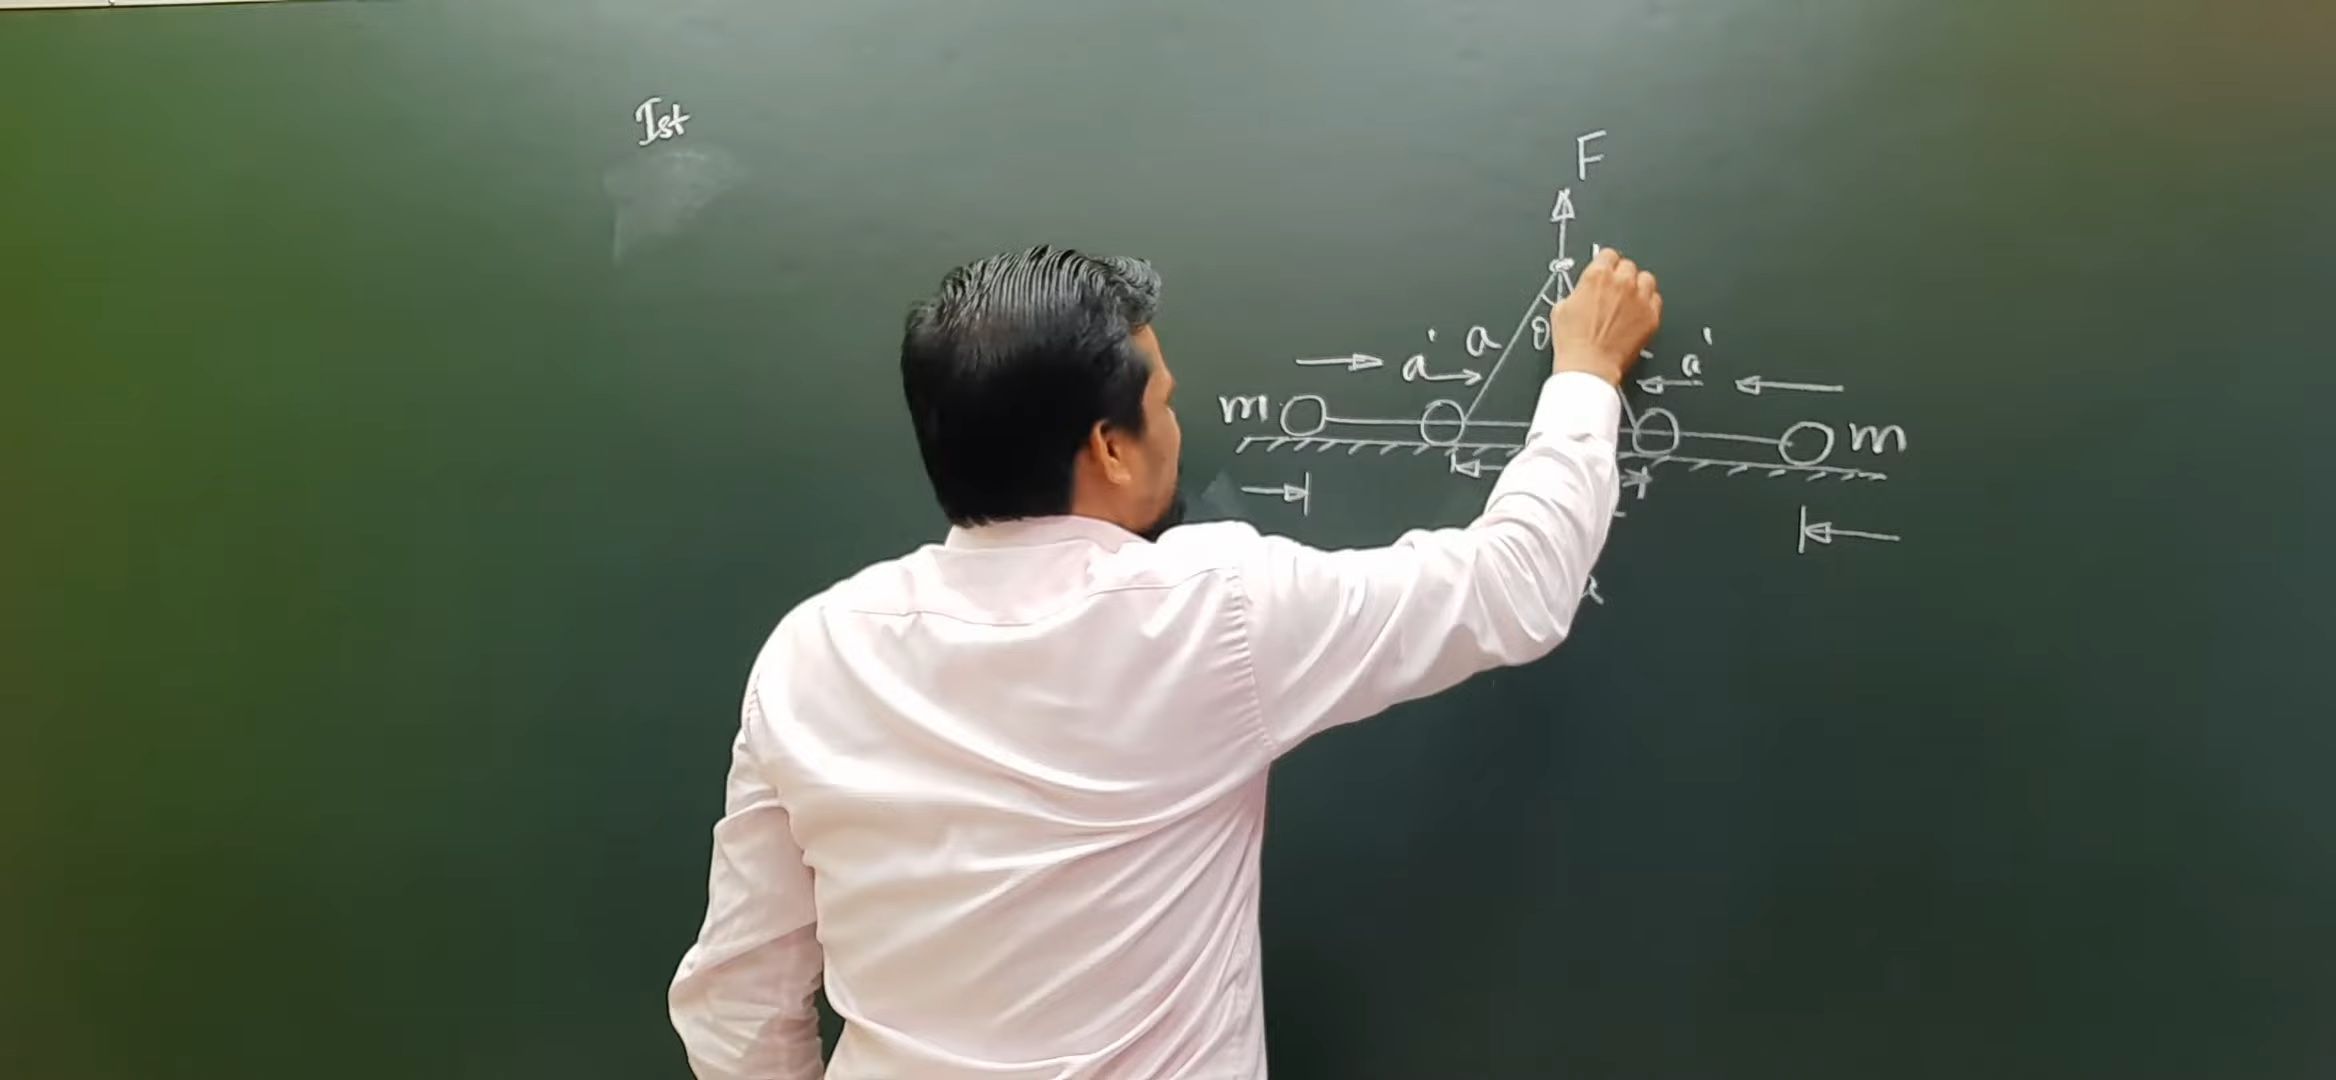 Ist
F
a' a θ a'
m m